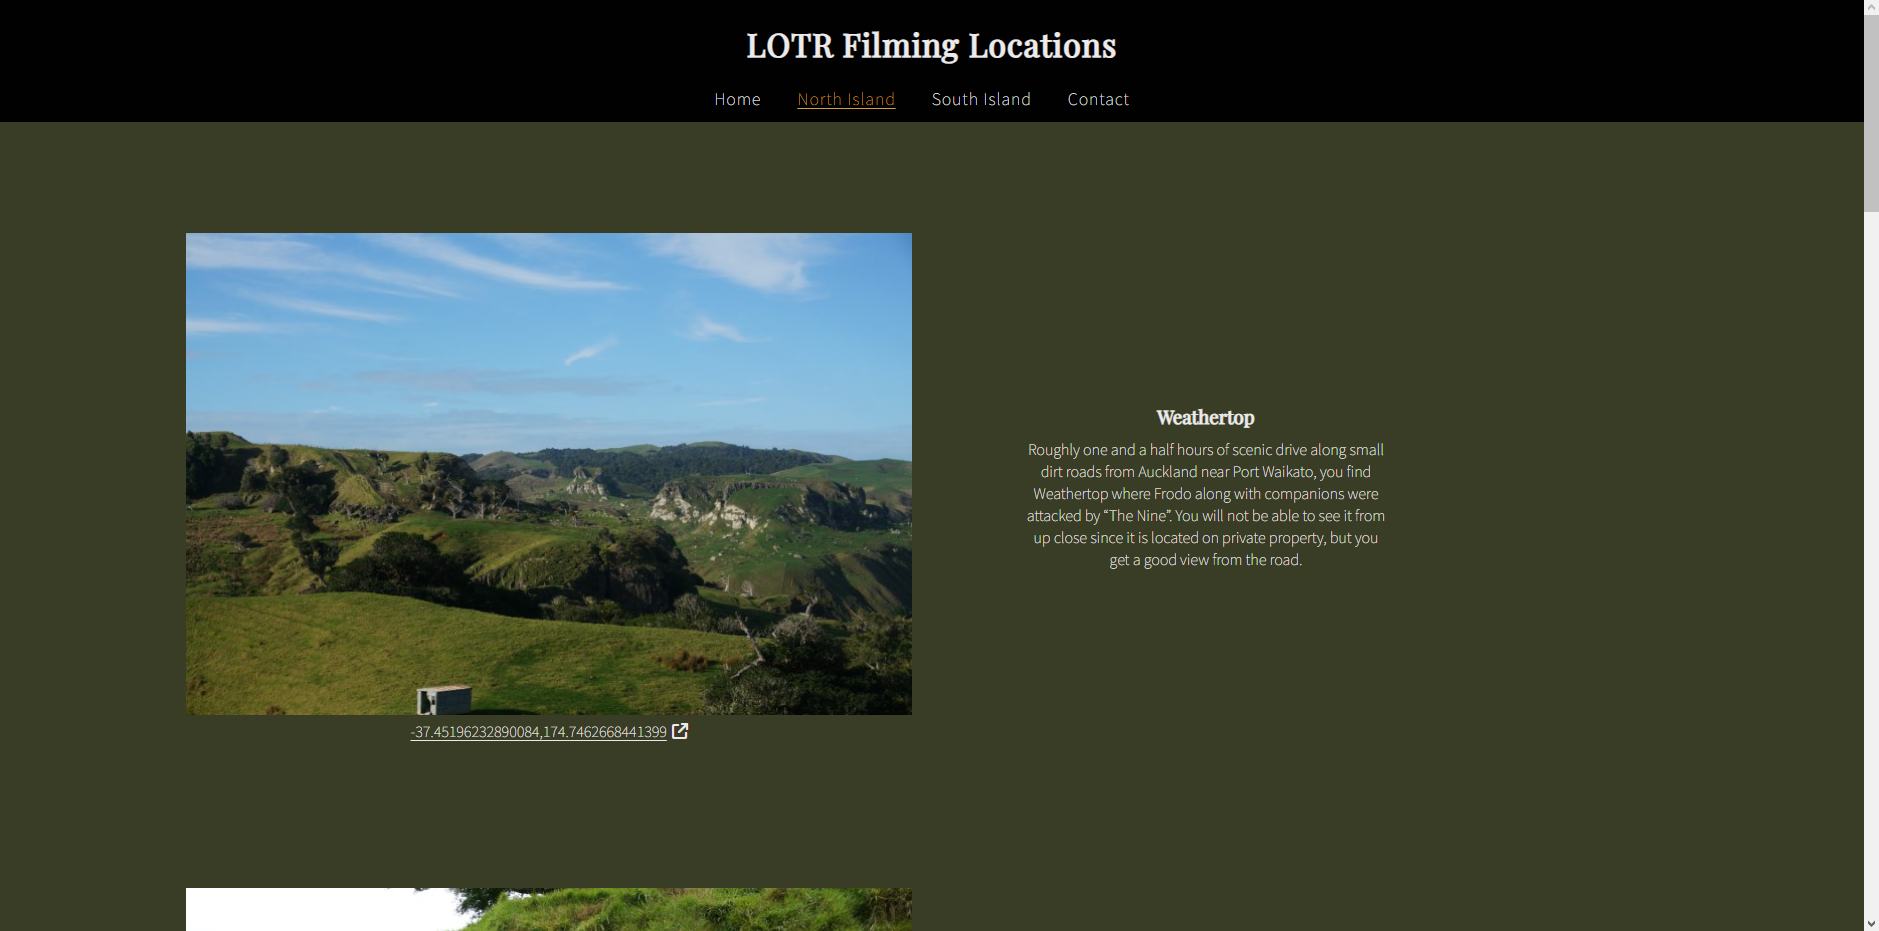 LOTR Filming Locations
Home North Island South Island Contact
Weathertop
Roughly one and a half hours of scenic drive along small
dirt roads from Auckland near Port Waikato, you find
Weathertop where Frodo along with companions were
attacked by “The Nine”. You will not be able to see it from
up close since it is located on private property, but you
get a good view from the road.
-37.45196232890084,174.7462668441399